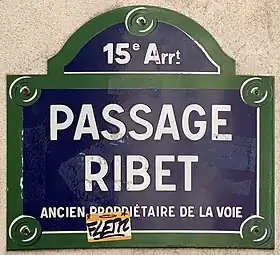 15e Arrt
PASSAGE
RIBET
ANCIEN PROPRIÉTAIRE DE LA VOIE